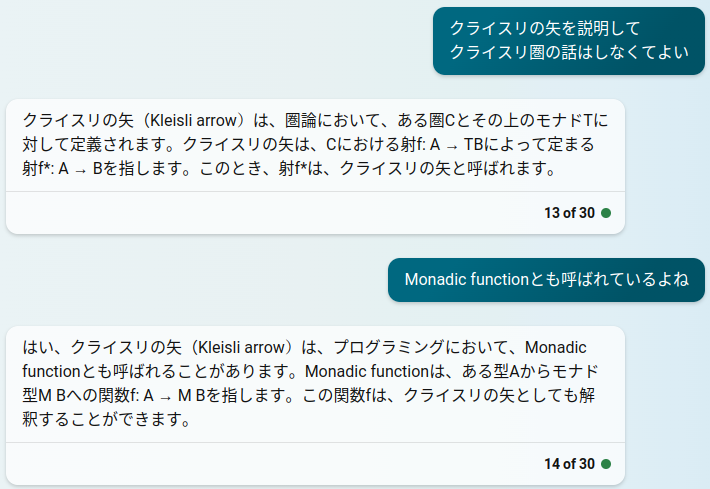 クライスリの矢を説明して
クライスリ圏の話はしなくてよい
クライスリの矢（Kleisli arrow）は、圏論において、ある圏Cとその上のモナドTに
対して定義されます。クライスリの矢は、Cにおける射f: A → TBによって定まる
射f*: A → Bを指します。このとき、射f*は、クライスリの矢と呼ばれます。
13 of 30
Monadic functionとも呼ばれているよね
はい、クライスリの矢（Kleisli arrow）は、プログラミングにおいて、Monadic
functionとも呼ばれることがあります。Monadic functionは、ある型Aからモナド
型M Bへの関数f: A → M Bを指します。この関数fは、クライスリの矢としても解
釈することができます。
14 of 30